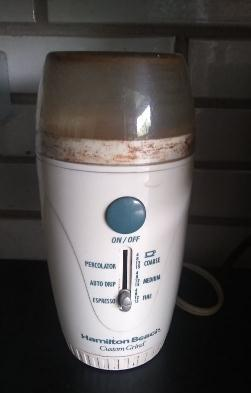 ON / OFF
PERCOLATOR
COARSE
AUTO DRIP
MEDIUM
ESPRESSO
FINE
Hamilton Beach
Custom Grind